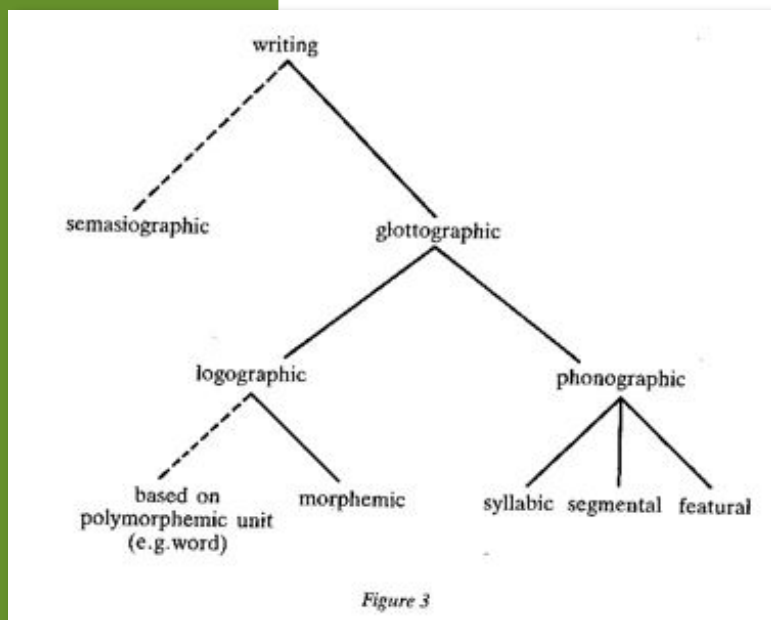 writing
semasiographic
glottographic
logographic
phonographic
based on
polymorphemic unit
(e.g.word)
morphemic
syllabic segmental featural
Figure 3